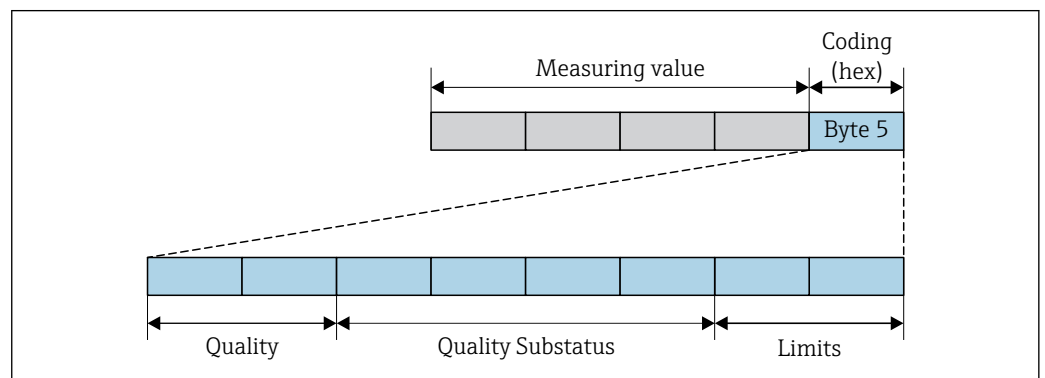 Coding
(hex)
Measuring value
Byte 5
Quality
Quality Substatus
Limits